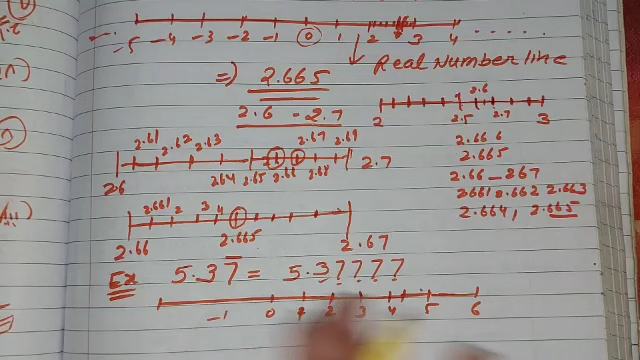 -5 -4 -3 -2 -1 0 1 2 3 4 .....
Real Number line
=) 2.665
2.6 - 2.7
2.6
2 2.5 2.7 3
2.61 2.62 2.63 2.67 2.69
2.6 2.64 2.65 2.66 2.68 2.7
2.666
2.665
2.66 - 267
2661 2.662 2.663
2.664, 2.665
2.661 2 3 4
2.66 2.665 2.67
Ex 5.37̅ = 5.37777
-1 0 1 2 3 4 5 6